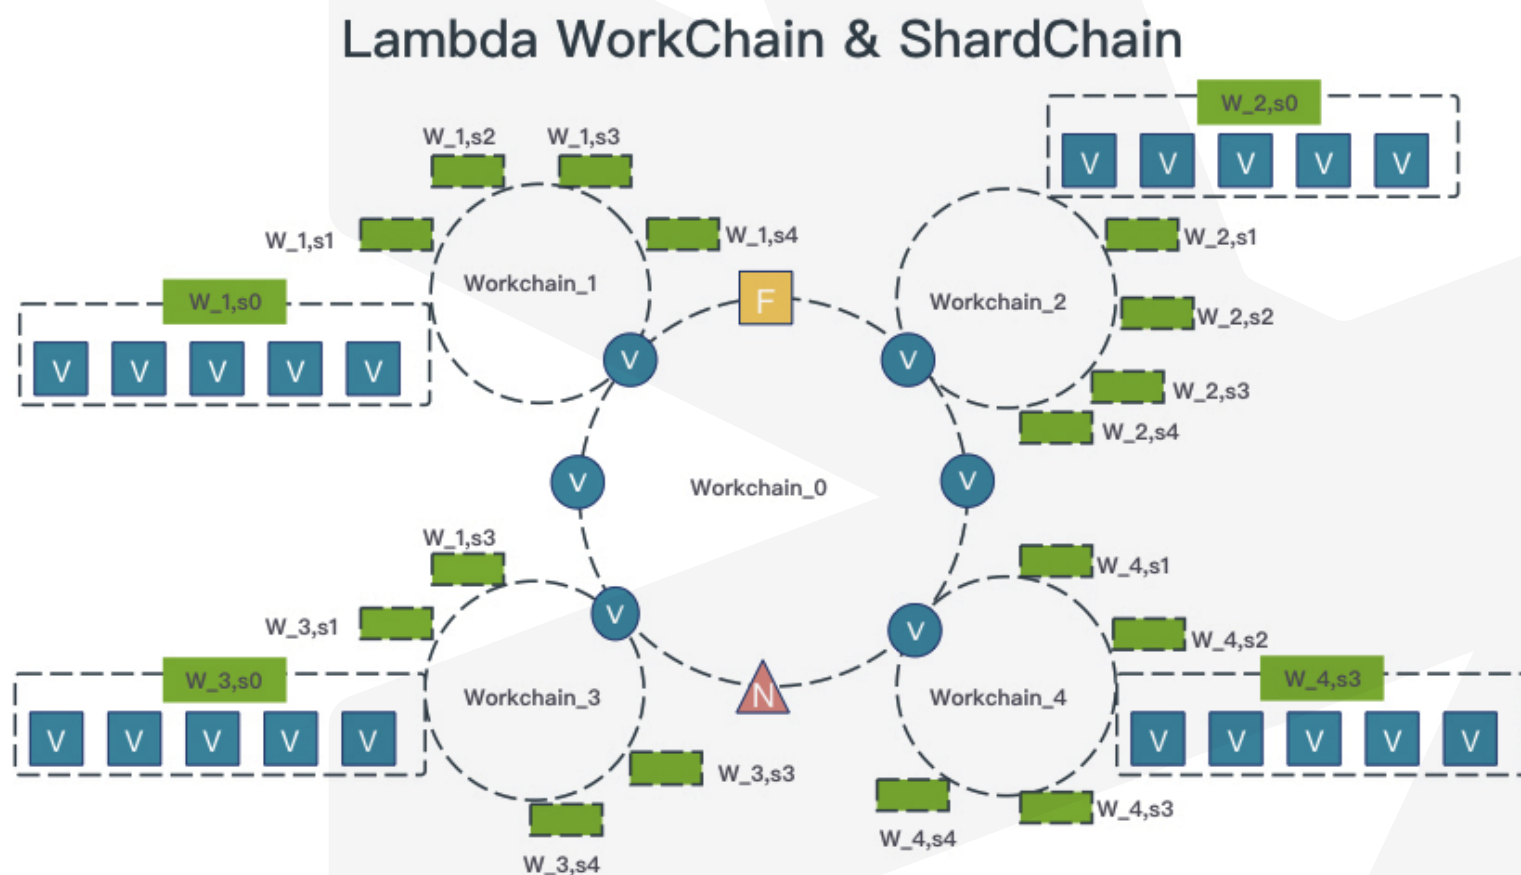 Lambda WorkChain & ShardChain
W_2,s0
V V V V V
W_1,s2 W_1,s3
W_1,s1
W_1,s4
W_2,s1
Workchain_1
W_1,s0
F
Workchain_2
W_2,s2
V V V V V
V
V
W_2,s3
W_2,s4
V
Workchain_0
V
W_1,s3
W_4,s1
W_3,s1
V
V
W_4,s2
W_3,s0
W_4,s3
Workchain_3
N
Workchain_4
V V V V V
V V V V V
W_3,s3
W_4,s3
W_4,s4
W_3,s4